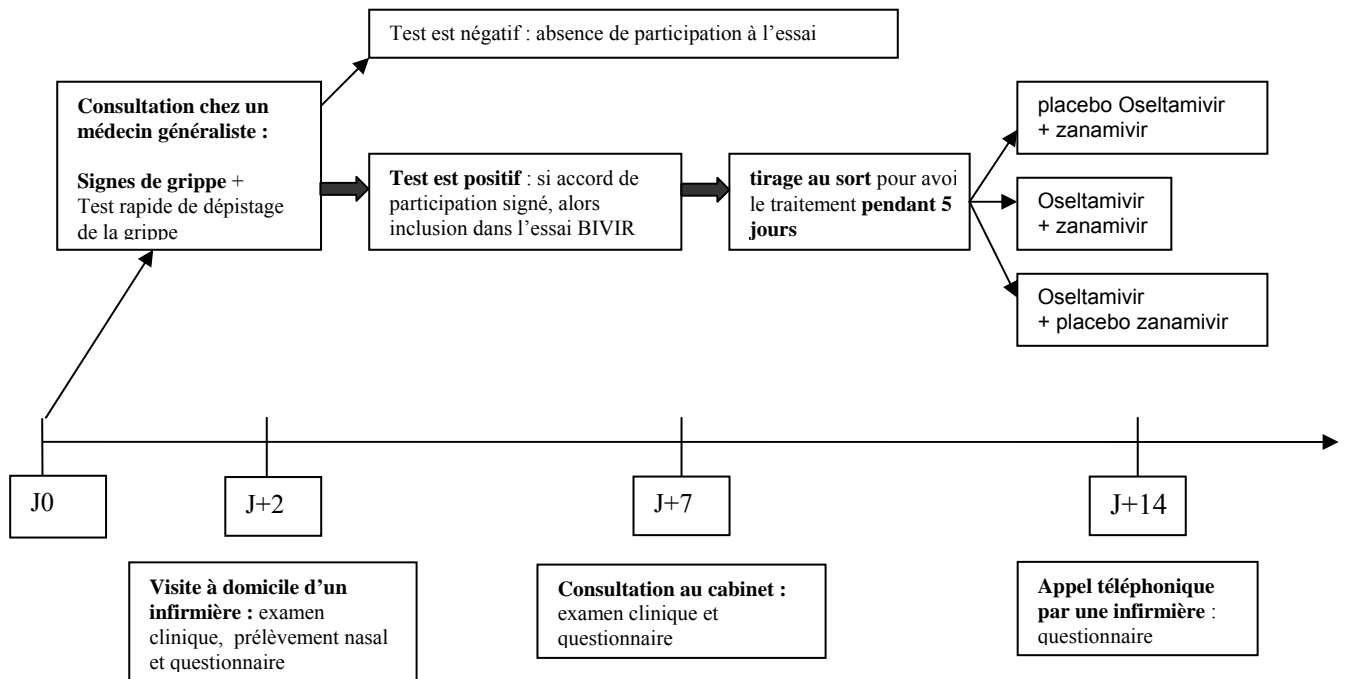 Test est négatif : absence de participation à l’essai
Consultation chez un
médecin généraliste :
Signes de grippe +
Test rapide de dépistage
de la grippe
Test est positif : si accord de
participation signé, alors
inclusion dans l’essai BIVIR
tirage au sort pour avoi
le traitement pendant 5
jours
placebo Oseltamivir
+ zanamivir
Oseltamivir
+ zanamivir
Oseltamivir
+ placebo zanamivir
J0
J+2
J+7
J+14
Visite à domicile d’un
infirmière : examen
clinique, prélèvement nasal
et questionnaire
Consultation au cabinet :
examen clinique et
questionnaire
Appel téléphonique
par une infirmière :
questionnaire